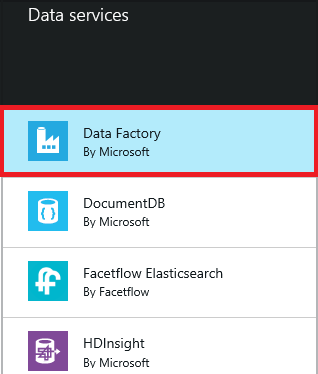 Data services
Data Factory
By Microsoft
DocumentDB
By Microsoft
Facetflow Elasticsearch
By Facetflow
HDInsight
By Microsoft